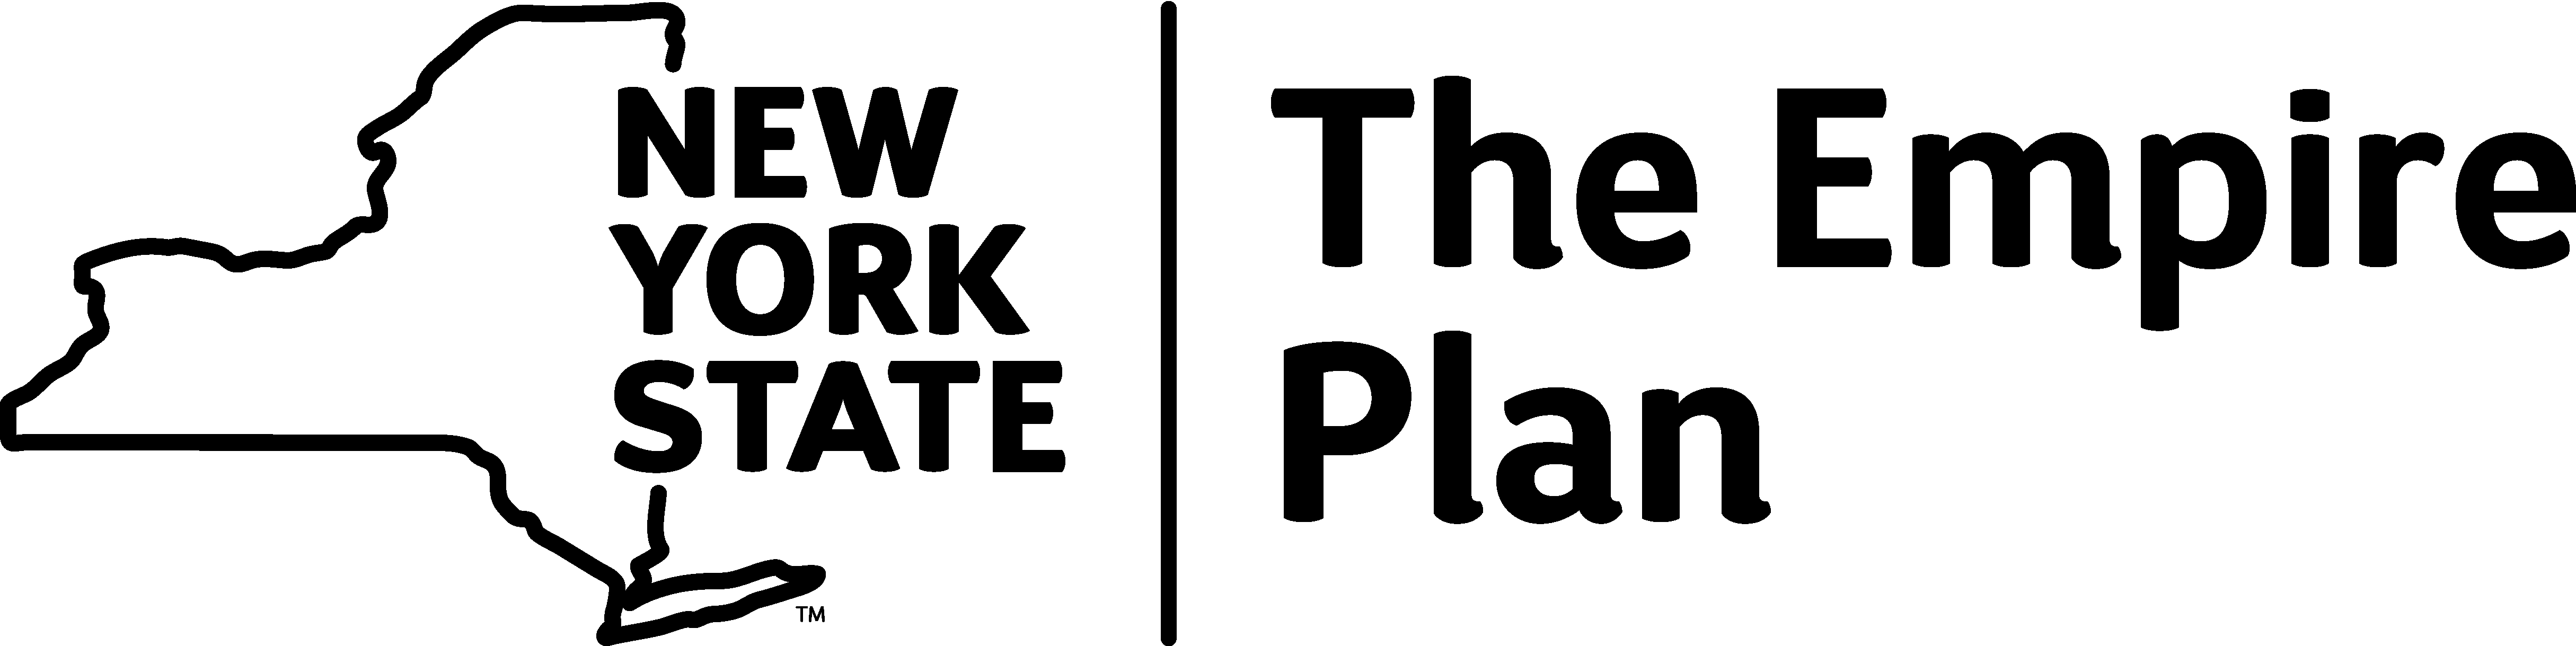 NEW
YORK
STATE
TM
The Empire
Plan